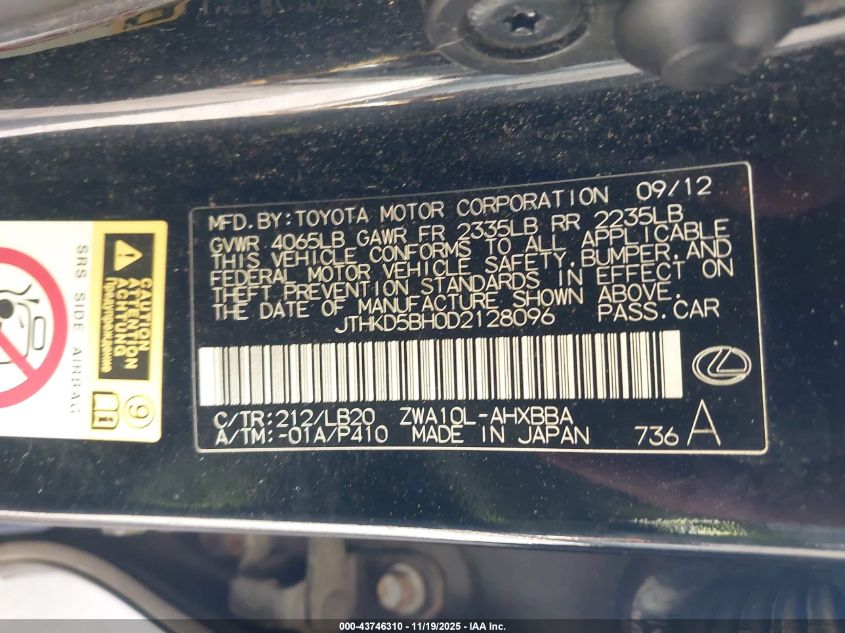 MFD.BY:TOYOTA MOTOR CORPORATION 09/12
GVWR 4065LB GAWR FR 2335LB RR 2235LB
THIS VEHICLE CONFORMS TO ALL APPLICABLE
FEDERAL MOTOR VEHICLE SAFETY,BUMPER,AND
THEFT PREVENTION STANDARDS IN EFFECT ON
THE DATE OF MANUFACTURE SHOWN ABOVE.
JTHKD5BH0D2128096 PASS.CAR
C/TR:212/LB20 ZWA10L-AHXBBA
A/TM:-01A/P410 MADE IN JAPAN 736 A
SRS SIDE AIRBAG
CAUTION
ATTENTION
ACHTUNG
9
000-43746310 - 11/19/2025 - IAA Inc.